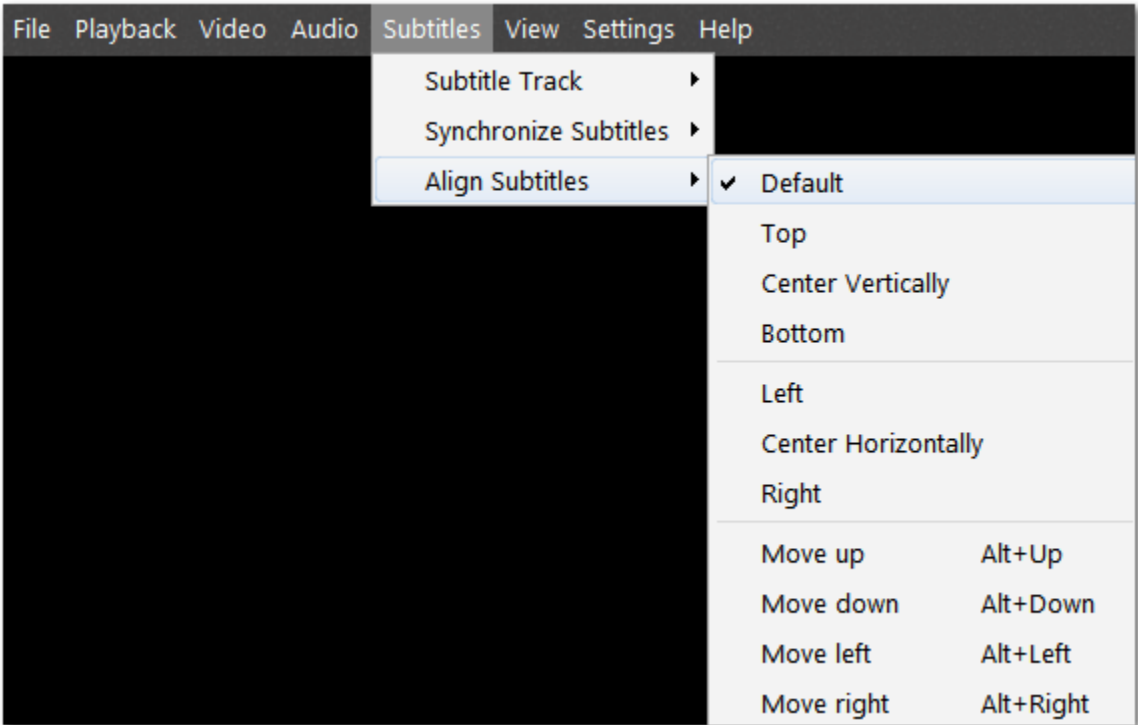 File Playback Video Audio Subtitles View Settings Help
Subtitle Track
Synchronize Subtitles
Align Subtitles
Default
Top
Center Vertically
Bottom
Left
Center Horizontally
Right
Move up Alt+Up
Move down Alt+Down
Move left Alt+Left
Move right Alt+Right